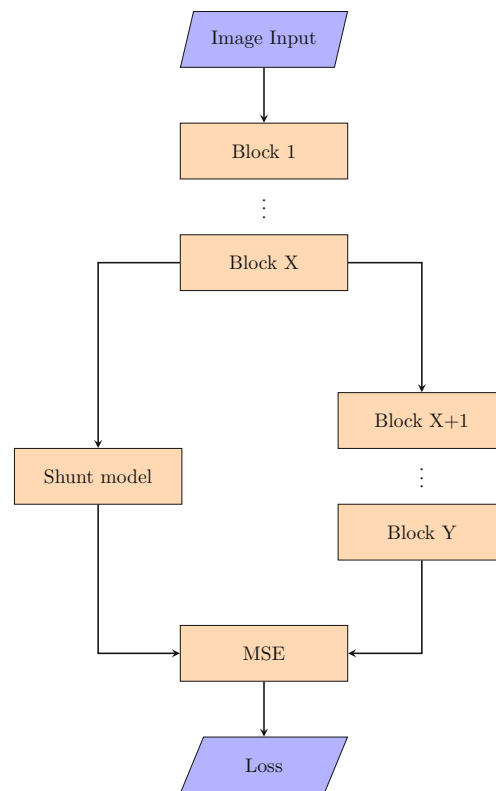 Image Input
Block 1
⋮
Block X
Block X+1
Shunt model
⋮
Block Y
MSE
Loss